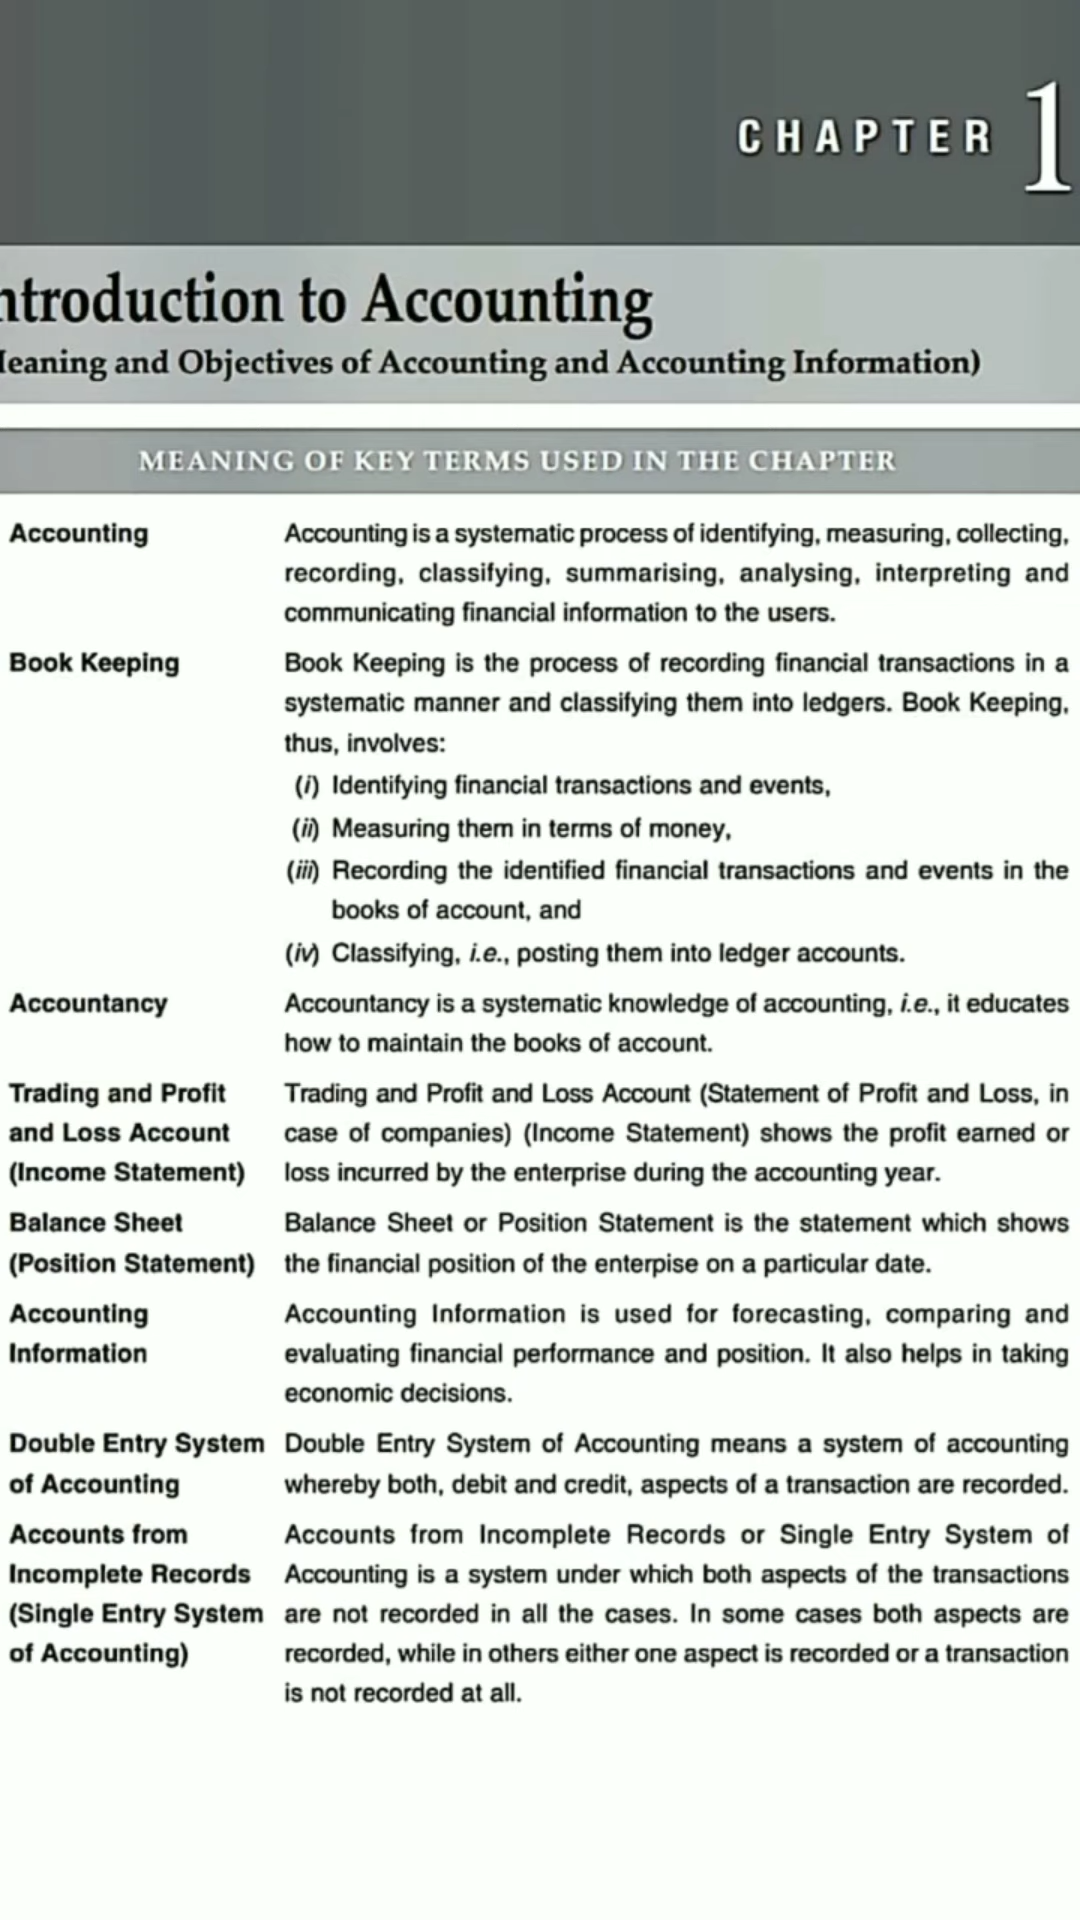 CHAPTER 1
ntroduction to Accounting
eaning and Objectives of Accounting and Accounting Information)
MEANING OF KEY TERMS USED IN THE CHAPTER
Accounting
Accounting is a systematic process of identifying, measuring, collecting,
recording, classifying, summarising, analysing, interpreting and
communicating financial information to the users.
Book Keeping
Book Keeping is the process of recording financial transactions in a
systematic manner and classifying them into ledgers. Book Keeping,
thus, involves:
(i) Identifying financial transactions and events,
(ii) Measuring them in terms of money,
(iii) Recording the identified financial transactions and events in the
books of account, and
(iv) Classifying, i.e., posting them into ledger accounts.
Accountancy
Accountancy is a systematic knowledge of accounting, i.e., it educates
how to maintain the books of account.
Trading and Profit
and Loss Account
(Income Statement)
Trading and Profit and Loss Account (Statement of Profit and Loss, in
case of companies) (Income Statement) shows the profit earned or
loss incurred by the enterprise during the accounting year.
Balance Sheet
(Position Statement)
Balance Sheet or Position Statement is the statement which shows
the financial position of the enterpise on a particular date.
Accounting
Information
Accounting Information is used for forecasting, comparing and
evaluating financial performance and position. It also helps in taking
economic decisions.
Double Entry System
of Accounting
Double Entry System of Accounting means a system of accounting
whereby both, debit and credit, aspects of a transaction are recorded.
Accounts from
Incomplete Records
(Single Entry System
of Accounting)
Accounts from Incomplete Records or Single Entry System of
Accounting is a system under which both aspects of the transactions
are not recorded in all the cases. In some cases both aspects are
recorded, while in others either one aspect is recorded or a transaction
is not recorded at all.